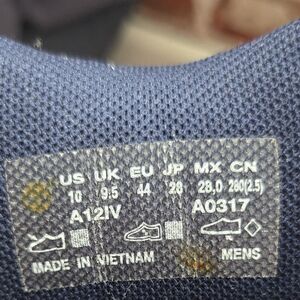 US UK EU JP MX CN
10 9.5 44 28 28,0 280(2.5)
A12IV A0317
MADE IN VIETNAM MENS